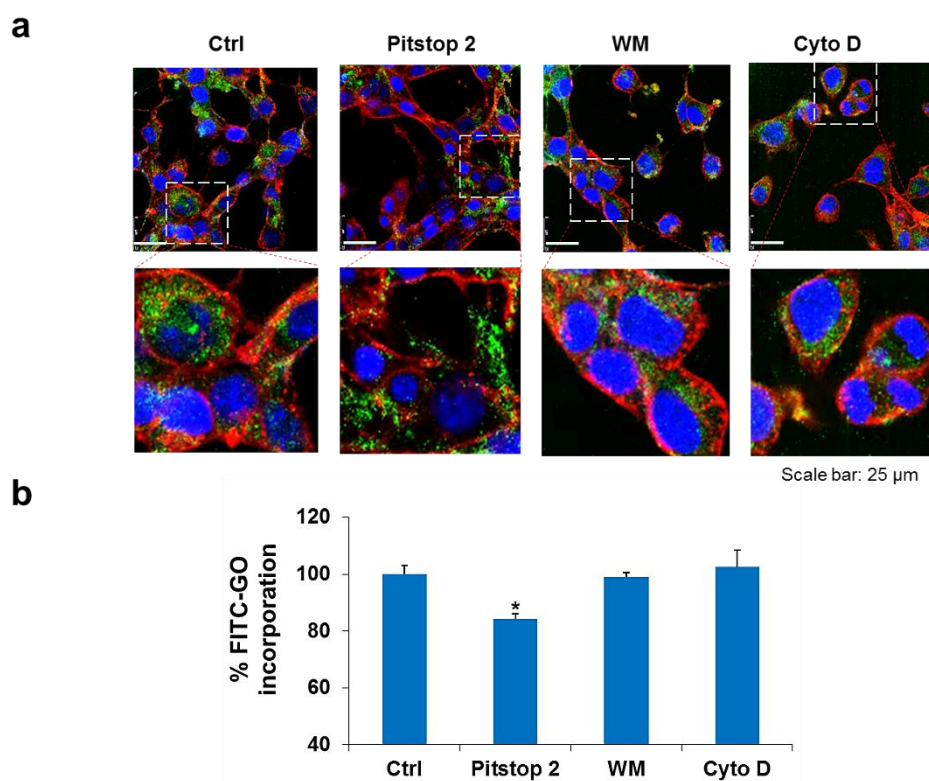 a
Ctrl
Pitstop 2
WM
Cyto D
Scale bar: 25 µm
b
120
100
80
60
40
% FITC-GO
incorporation
*
Ctrl
Pitstop 2
WM
Cyto D